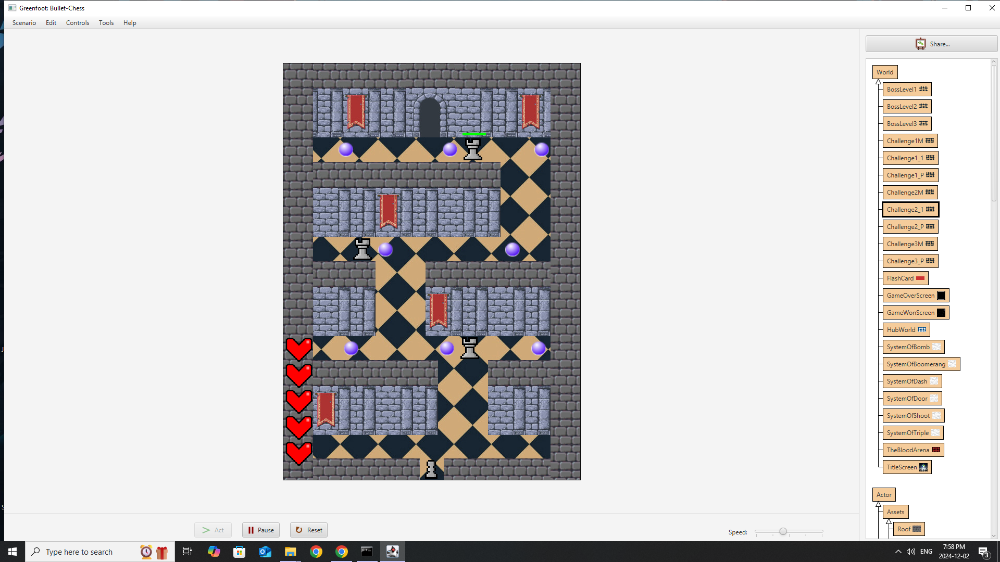 Greenfoot: Bullet-Chess
Scenario Edit Controls Tools Help
Share...
World
BossLevel1
BossLevel2
BossLevel3
Challenge1M
Challenge1_1
Challenge1_P
Challenge2M
Challenge2_1
Challenge2_P
Challenge3M
Challenge3_P
FlashCard
GameOverScreen
GameWonScreen
HubWorld
SystemOfBomb
SystemOfBoomerang
SystemOfDash
SystemOfDoor
SystemOfShoot
SystemOfTriple
TheBloodArena
TitleScreen
Actor
Assets
Roof
Act Pause Reset Speed:
Type here to search
ENG
7:58 PM
2024-12-02
3